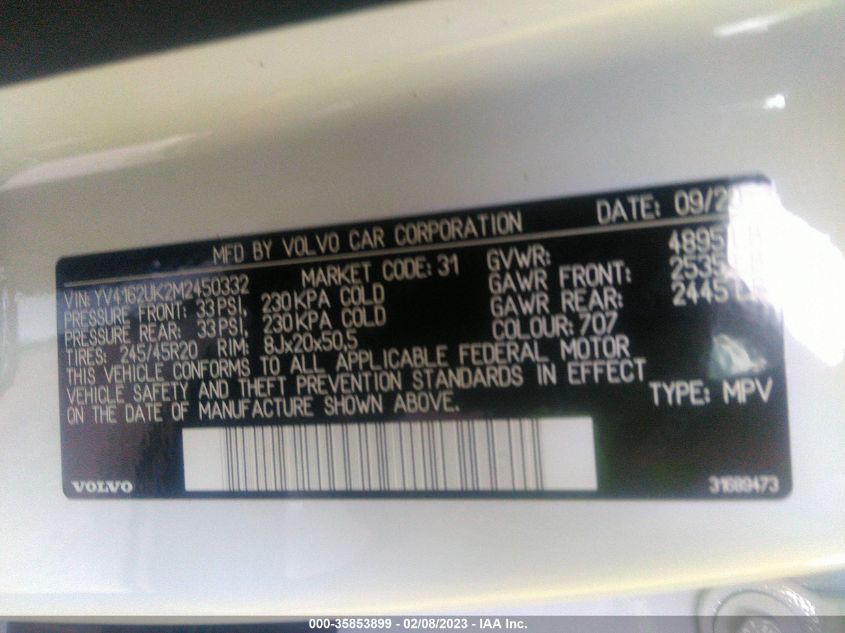 MFD BY VOLVO CAR CORPORATION DATE: 09/2
VIN: YV4162UK2M2450332 MARKET CODE: 31 GVWR: 4895
PRESSURE FRONT: 33 PSI, 230 KPA COLD GAWR FRONT: 2535
PRESSURE REAR: 33 PSI, 230 KPA COLD GAWR REAR: 2445
TIRES: 245/45R20 RIM: 8Jx20x50,5 COLOUR: 707
THIS VEHICLE CONFORMS TO ALL APPLICABLE FEDERAL MOTOR
VEHICLE SAFETY AND THEFT PREVENTION STANDARDS IN EFFECT
ON THE DATE OF MANUFACTURE SHOWN ABOVE. TYPE: MPV
VOLVO 31689473
000-35853899 - 02/08/2023 - IAA Inc.